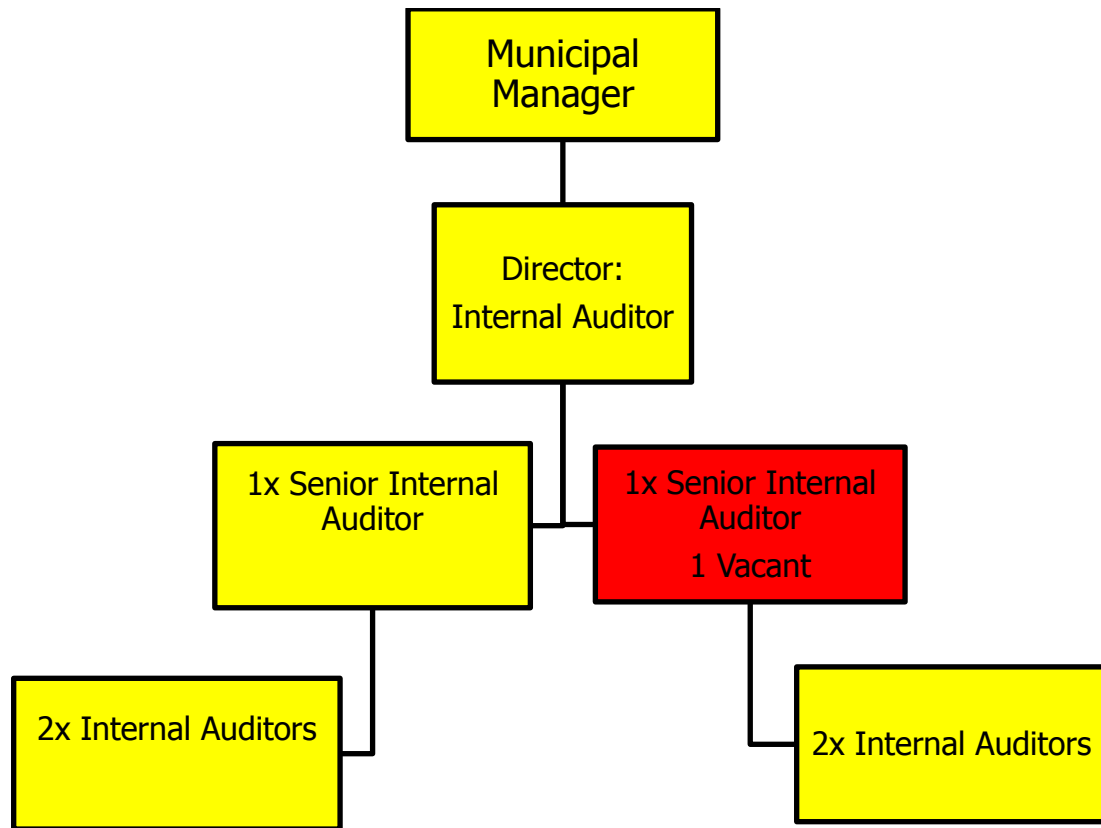 Municipal
Manager
Director:
Internal Auditor
1x Senior Internal
Auditor
1x Senior Internal
Auditor
1 Vacant
2x Internal Auditors
2x Internal Auditors